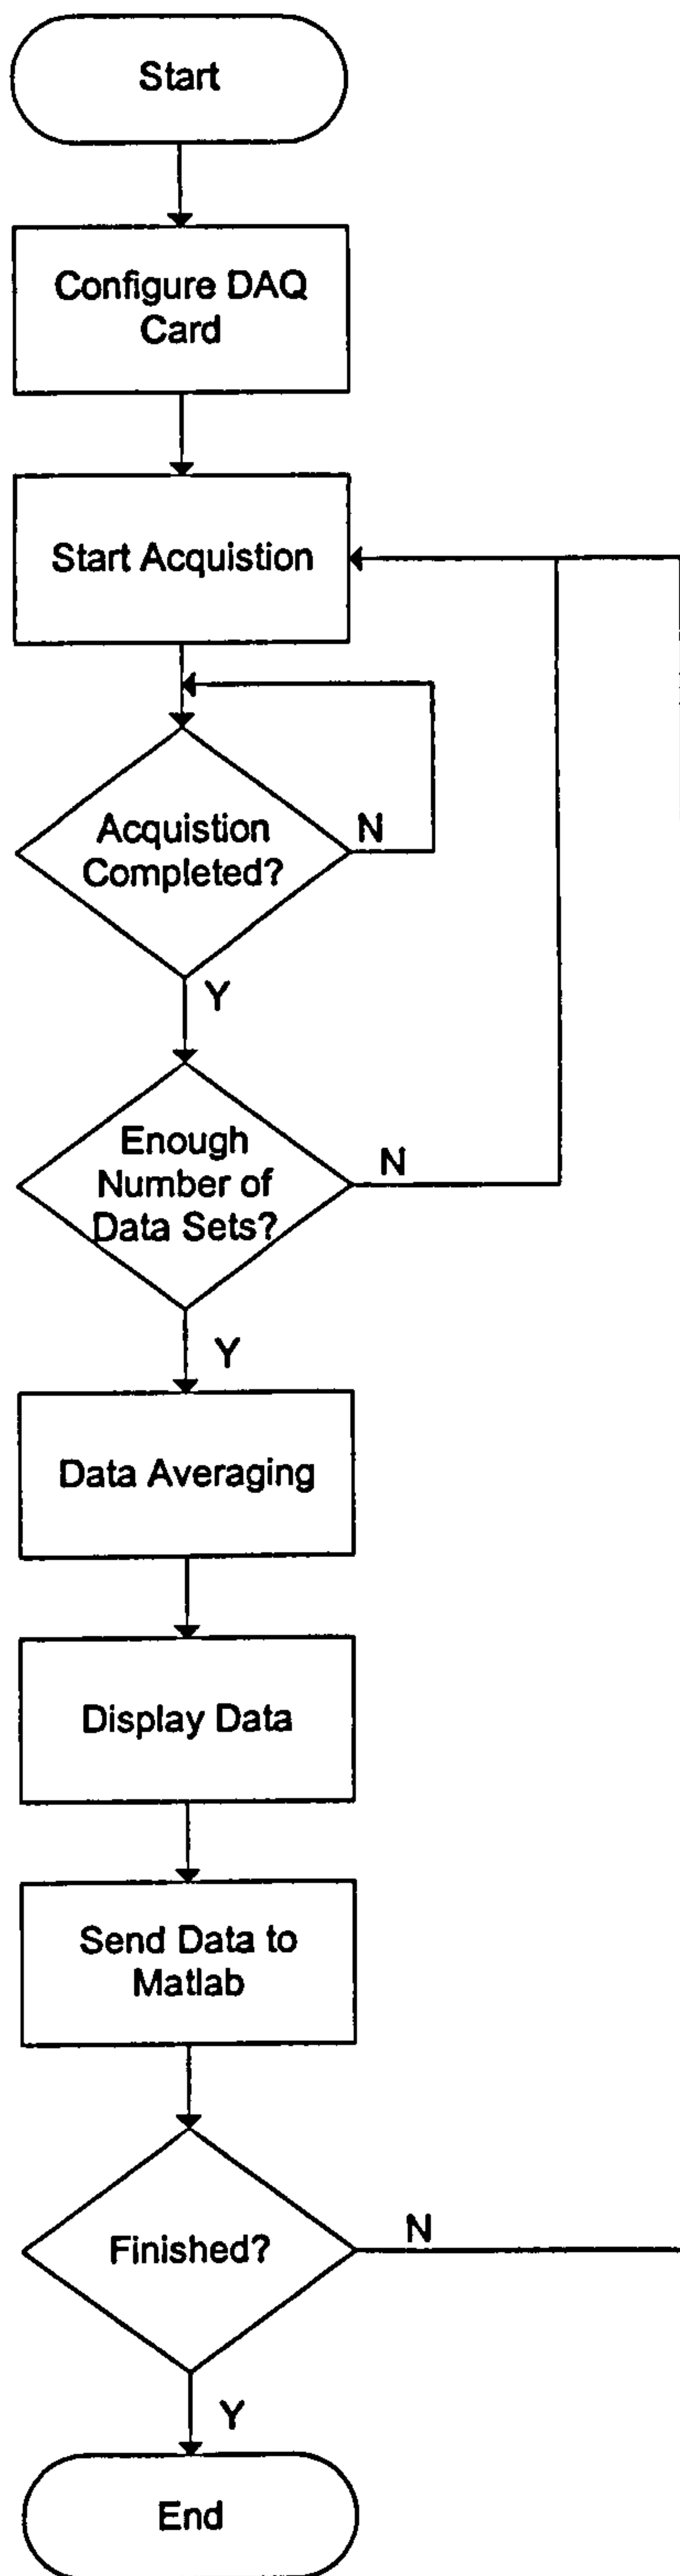 Start
Configure DAQ
Card
Start Acquistion
Acquistion
Completed?
N
Y
Enough
Number of
Data Sets?
N
Y
Data Averaging
Display Data
Send Data to
Matlab
Finished?
N
Y
End